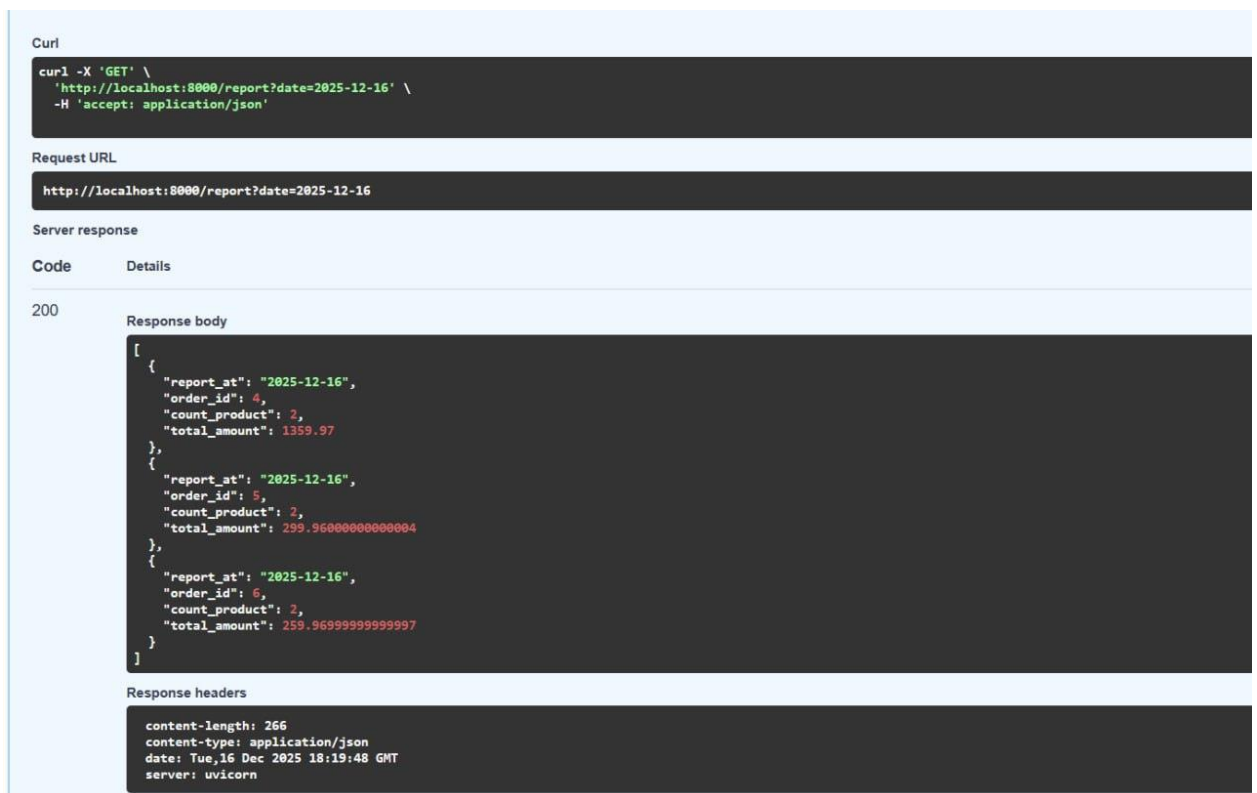 Curl
curl -X 'GET' \
  'http://localhost:8000/report?date=2025-12-16' \
  -H 'accept: application/json'
Request URL
http://localhost:8000/report?date=2025-12-16
Server response
Code Details
200
Response body
[
  {
    "report_at": "2025-12-16",
    "order_id": 4,
    "count_product": 2,
    "total_amount": 1359.97
  },
  {
    "report_at": "2025-12-16",
    "order_id": 5,
    "count_product": 2,
    "total_amount": 299.96000000000004
  },
  {
    "report_at": "2025-12-16",
    "order_id": 6,
    "count_product": 2,
    "total_amount": 259.96999999999997
  }
]
Response headers
content-length: 266
content-type: application/json
date: Tue,16 Dec 2025 18:19:48 GMT
server: uvicorn